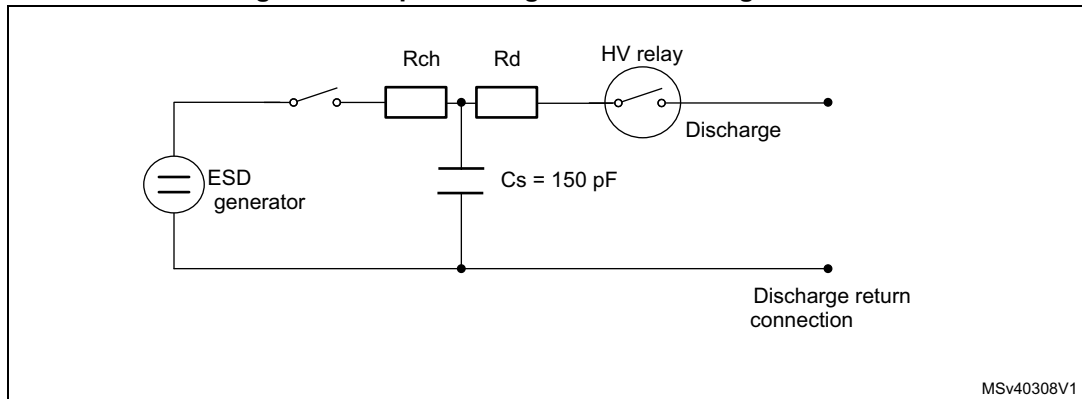 Rch
Rd
HV relay
Discharge
ESD
generator
Cs = 150 pF
Discharge return
connection
MSv40308V1